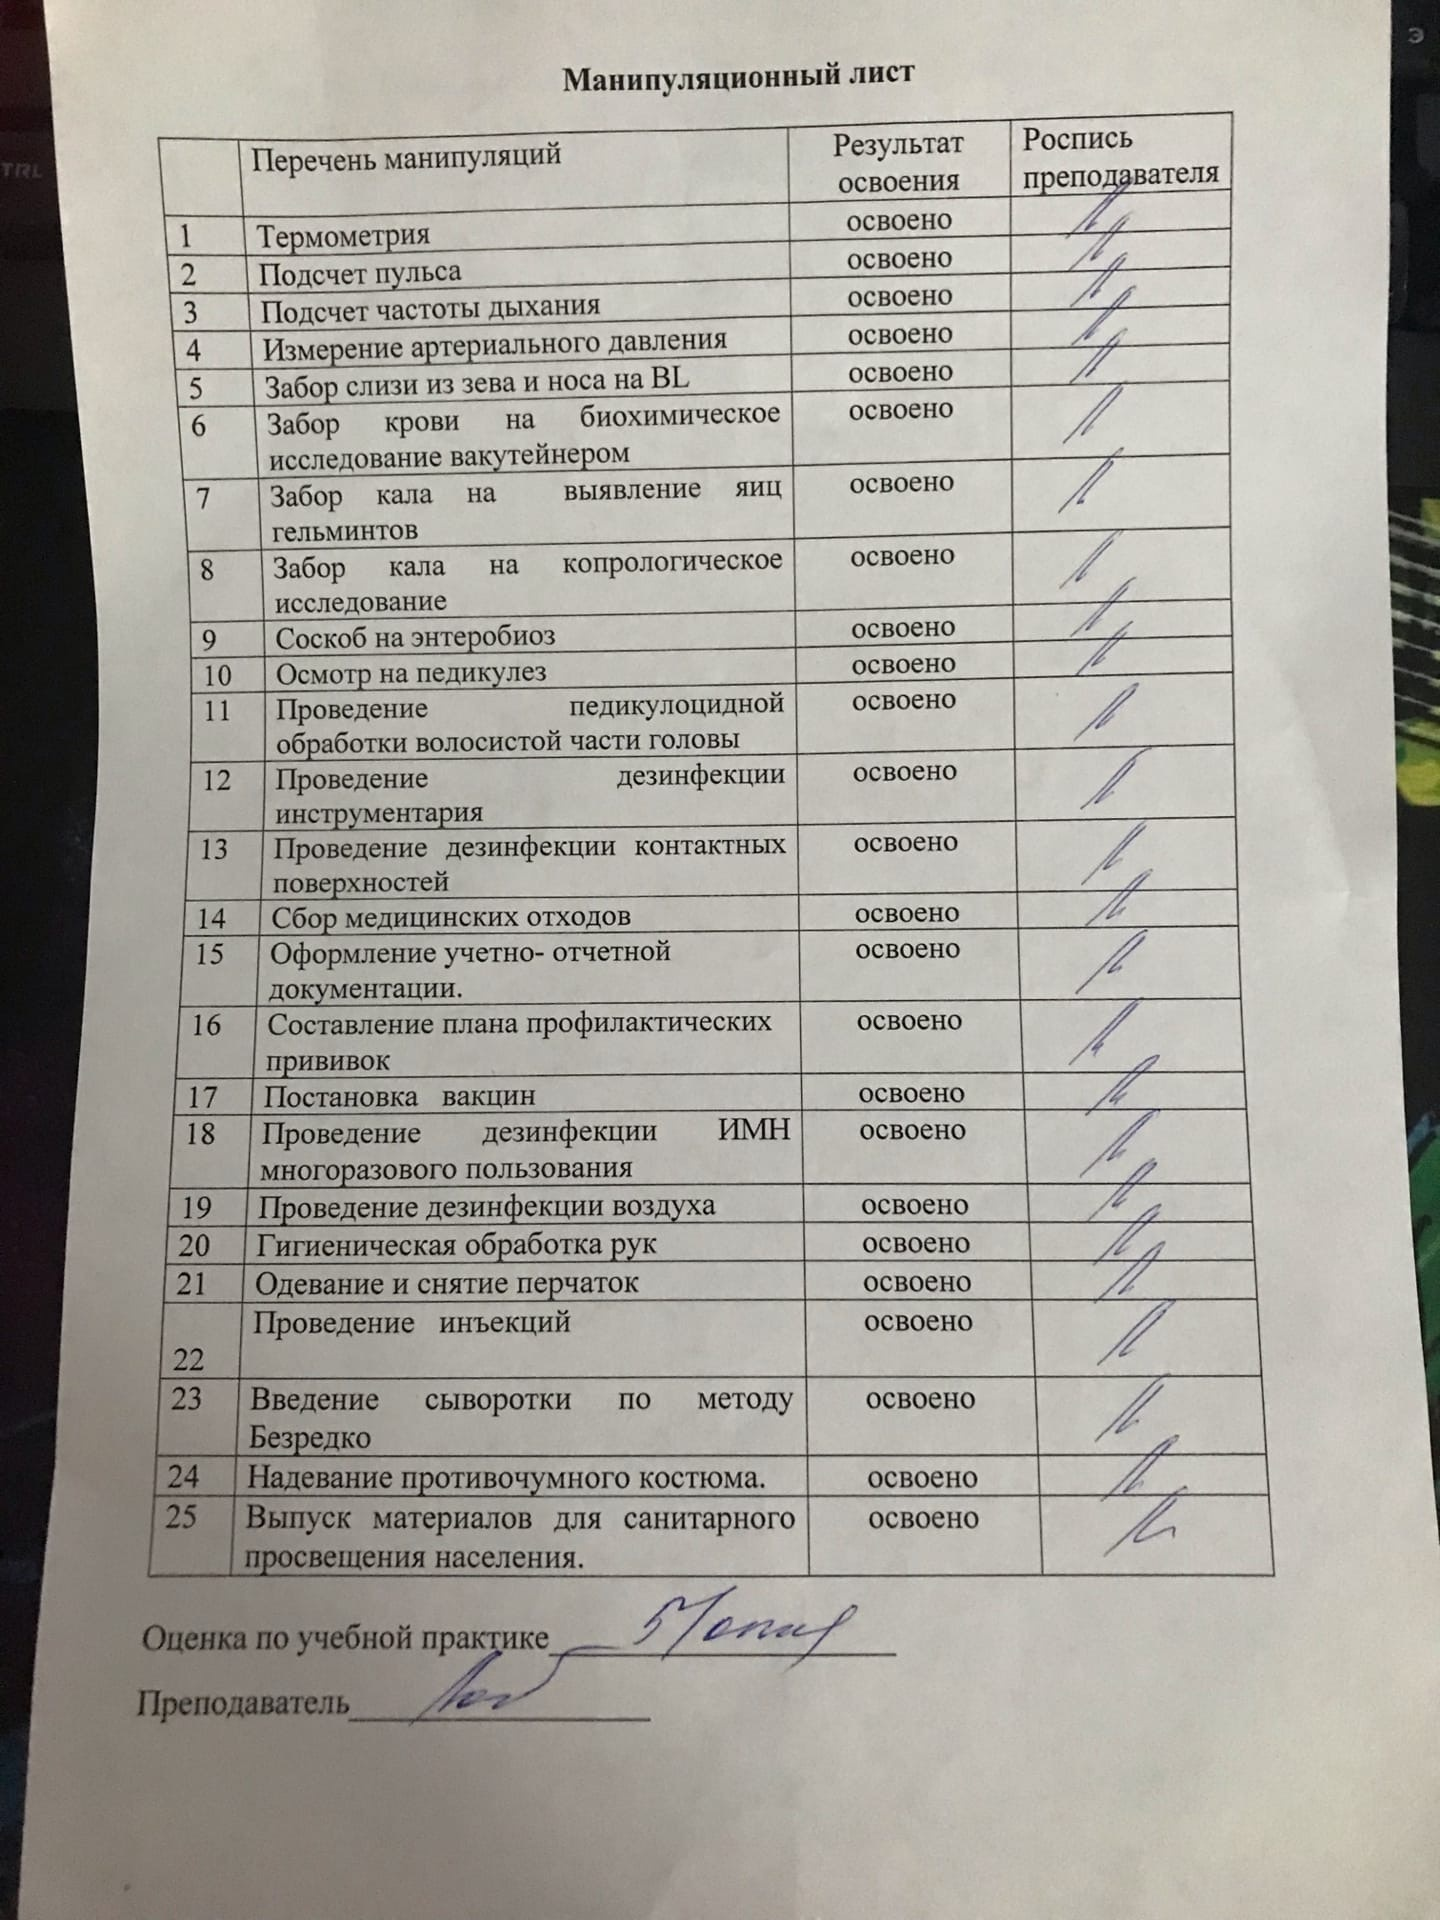 Манипуляционный лист
Перечень манипуляций Результат освоения Роспись преподавателя
1 Термометрия освоено
2 Подсчет пульса освоено
3 Подсчет частоты дыхания освоено
4 Измерение артериального давления освоено
5 Забор слизи из зева и носа на BL освоено
6 Забор крови на биохимическое освоено
исследование вакутейнером
7 Забор кала на выявление яиц освоено
гельминтов
8 Забор кала на копрологическое освоено
исследование
9 Соскоб на энтеробиоз освоено
10 Осмотр на педикулез освоено
11 Проведение педикулоцидной освоено
обработки волосистой части головы
12 Проведение дезинфекции освоено
инструментария
13 Проведение дезинфекции контактных освоено
поверхностей
14 Сбор медицинских отходов освоено
15 Оформление учетно- отчетной освоено
документации.
16 Составление плана профилактических освоено
прививок
17 Постановка вакцин освоено
18 Проведение дезинфекции ИМН освоено
многоразового пользования
19 Проведение дезинфекции воздуха освоено
20 Гигиеническая обработка рук освоено
21 Одевание и снятие перчаток освоено
22 Проведение инъекций освоено
23 Введение сыворотки по методу освоено
Безредко
24 Надевание противочумного костюма. освоено
25 Выпуск материалов для санитарного освоено
просвещения населения.
Оценка по учебной практике 5
Преподаватель
TRL
Э